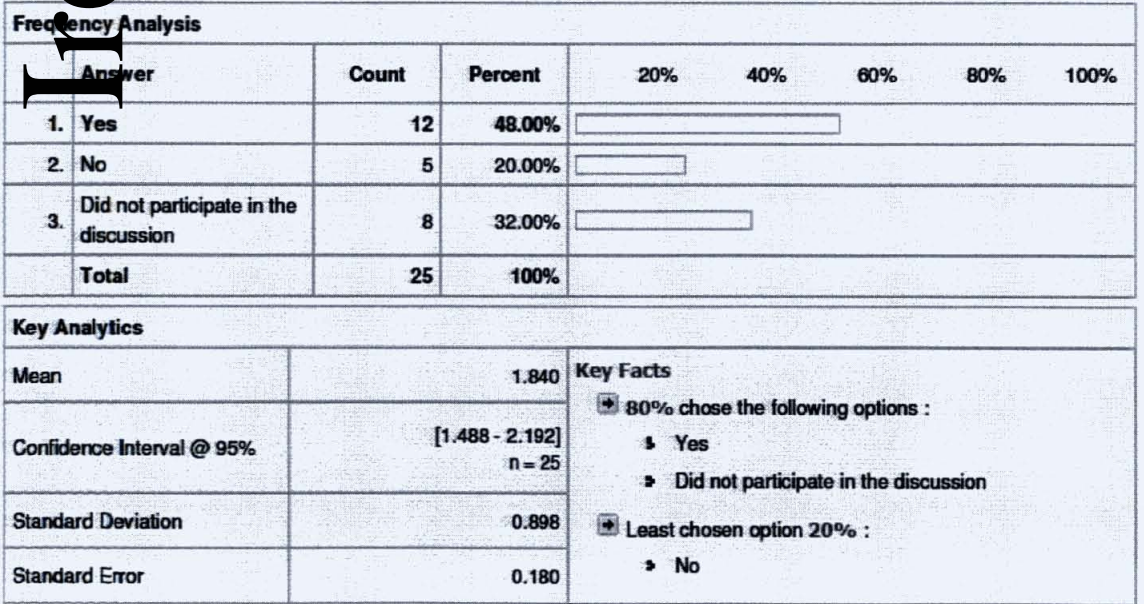 Frequency Analysis
Answer Count Percent 20% 40% 60% 80% 100%
1. Yes 12 48.00%
2. No 5 20.00%
3. Did not participate in the
discussion 8 32.00%
Total 25 100%
Key Analytics
Mean 1.840
Confidence Interval @ 95% [1.488 - 2.192]
n = 25
Standard Deviation 0.898
Standard Error 0.180
Key Facts
80% chose the following options :
Yes
Did not participate in the discussion
Least chosen option 20% :
No